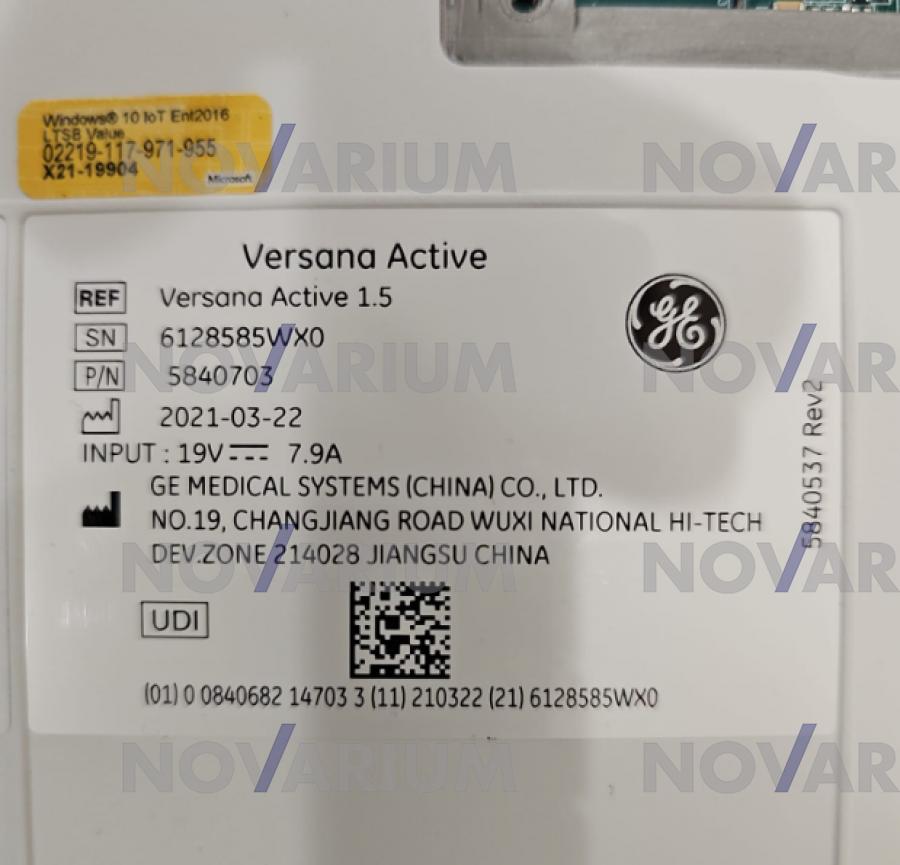 Windows® 10 IoT Ent2016
LTSB Value
02219-117-971-955
X21-19904
Microsoft
Versana Active
REF Versana Active 1.5
SN 6128585WX0
P/N 5840703
2021-03-22
INPUT : 19V 7.9A
GE MEDICAL SYSTEMS (CHINA) CO., LTD.
NO.19, CHANGJIANG ROAD WUXI NATIONAL HI-TECH
DEV.ZONE 214028 JIANGSU CHINA
UDI
(01) 0 0840682 14703 3 (11) 210322 (21) 6128585WX0
GE
5840537 Rev2
NOVARIUM NOVAR
NOVARIUM NOVAR
NOVARIUM NOVAR
NOVARIUM NOVAR